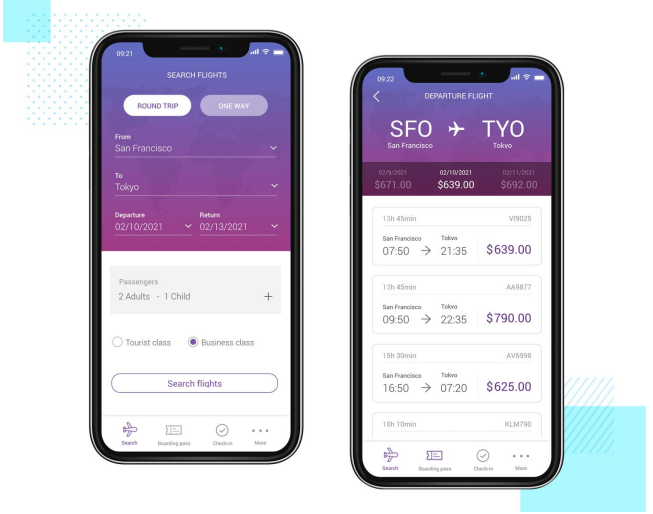 09:21
SEARCH FLIGHTS
ROUND TRIP
ONE WAY
From
San Francisco
To
Tokyo
Departure
Return
02/10/2021
02/13/2021
Passengers
2 Adults - 1 Child
Tourist class
Business class
Search flights
Search
Boarding pass
Check-in
More
09:22
DEPARTURE FLIGHT
SFO
TYO
San Francisco
Tokyo
02/9/2021
02/10/2021
02/11/2021
$671.00
$639.00
$692.00
13h 45min
VI9025
San Francisco
Tokyo
07:50 → 21:35
$639.00
13h 45min
AA9877
San Francisco
Tokyo
09:50 → 22:35
$790.00
15h 30min
AV6998
San Francisco
Tokyo
16:50 → 07:20
$625.00
18h 10min
KLM790
Search
Boarding pass
Check-in
More